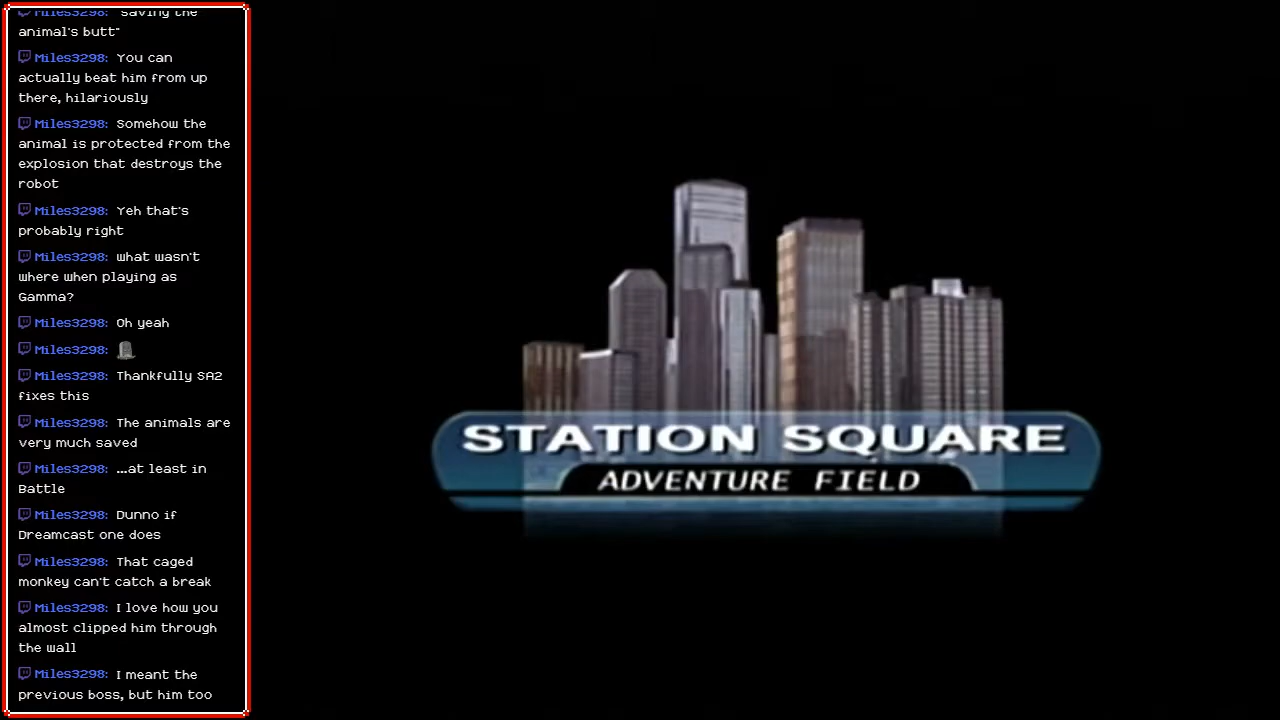 Miles3298: "saving the
animal's butt"
Miles3298: You can
actually beat him from up
there, hilariously
Miles3298: Somehow the
animal is protected from the
explosion that destroys the
robot
Miles3298: Yeh that's
probably right
Miles3298: what wasn't
where when playing as
Gamma?
Miles3298: Oh yeah
Miles3298:
Miles3298: Thankfully SA2
fixes this
Miles3298: The animals are
very much saved
Miles3298: ...at least in
Battle
Miles3298: Dunno if
Dreamcast one does
Miles3298: That caged
monkey can't catch a break
Miles3298: I love how you
almost clipped him through
the wall
Miles3298: I meant the
previous boss, but him too
STATION SQUARE
ADVENTURE FIELD